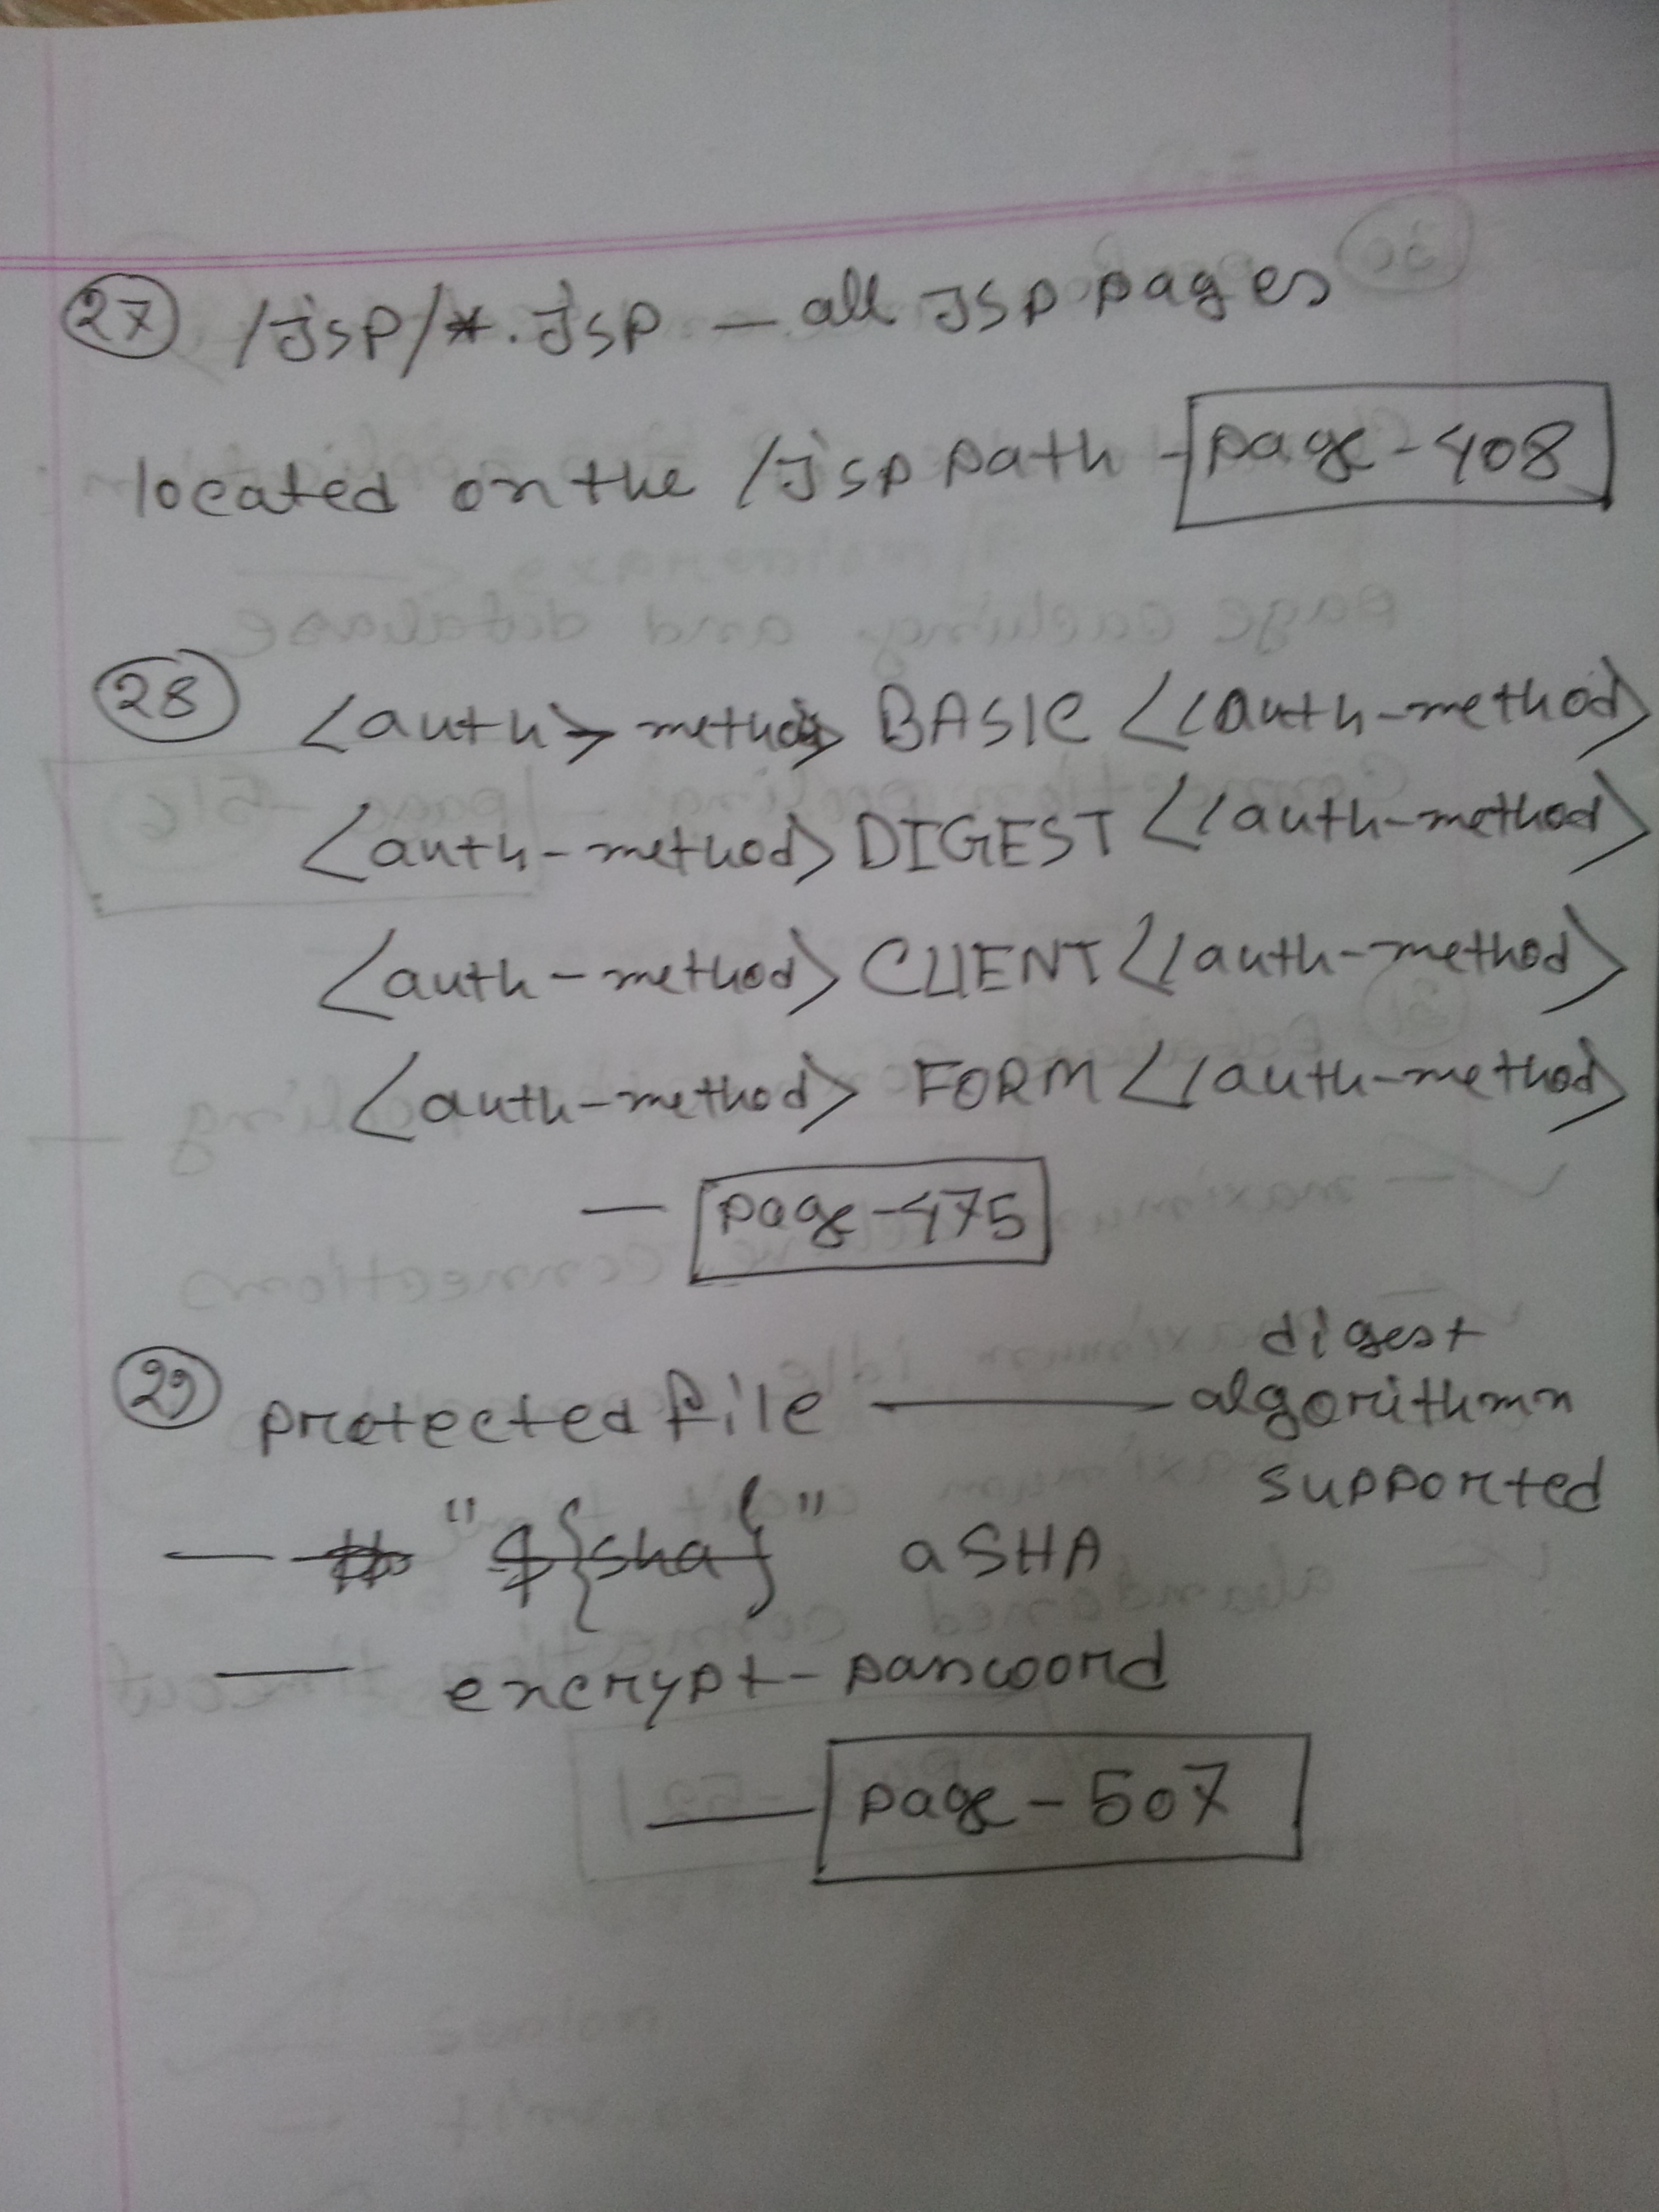 27 /jsp/*.jsp — all JSP pages
located on the /jsp path - page-408
28 <auth> method> BASIC </auth-method>
<auth-method> DIGEST </auth-method>
<auth-method> CLIENT </auth-method>
<auth-method> FORM </auth-method>
— page-475
29 protected file — digest
algorithmn
supported
— "${sha}" a SHA
— encrypt-password
— page-507